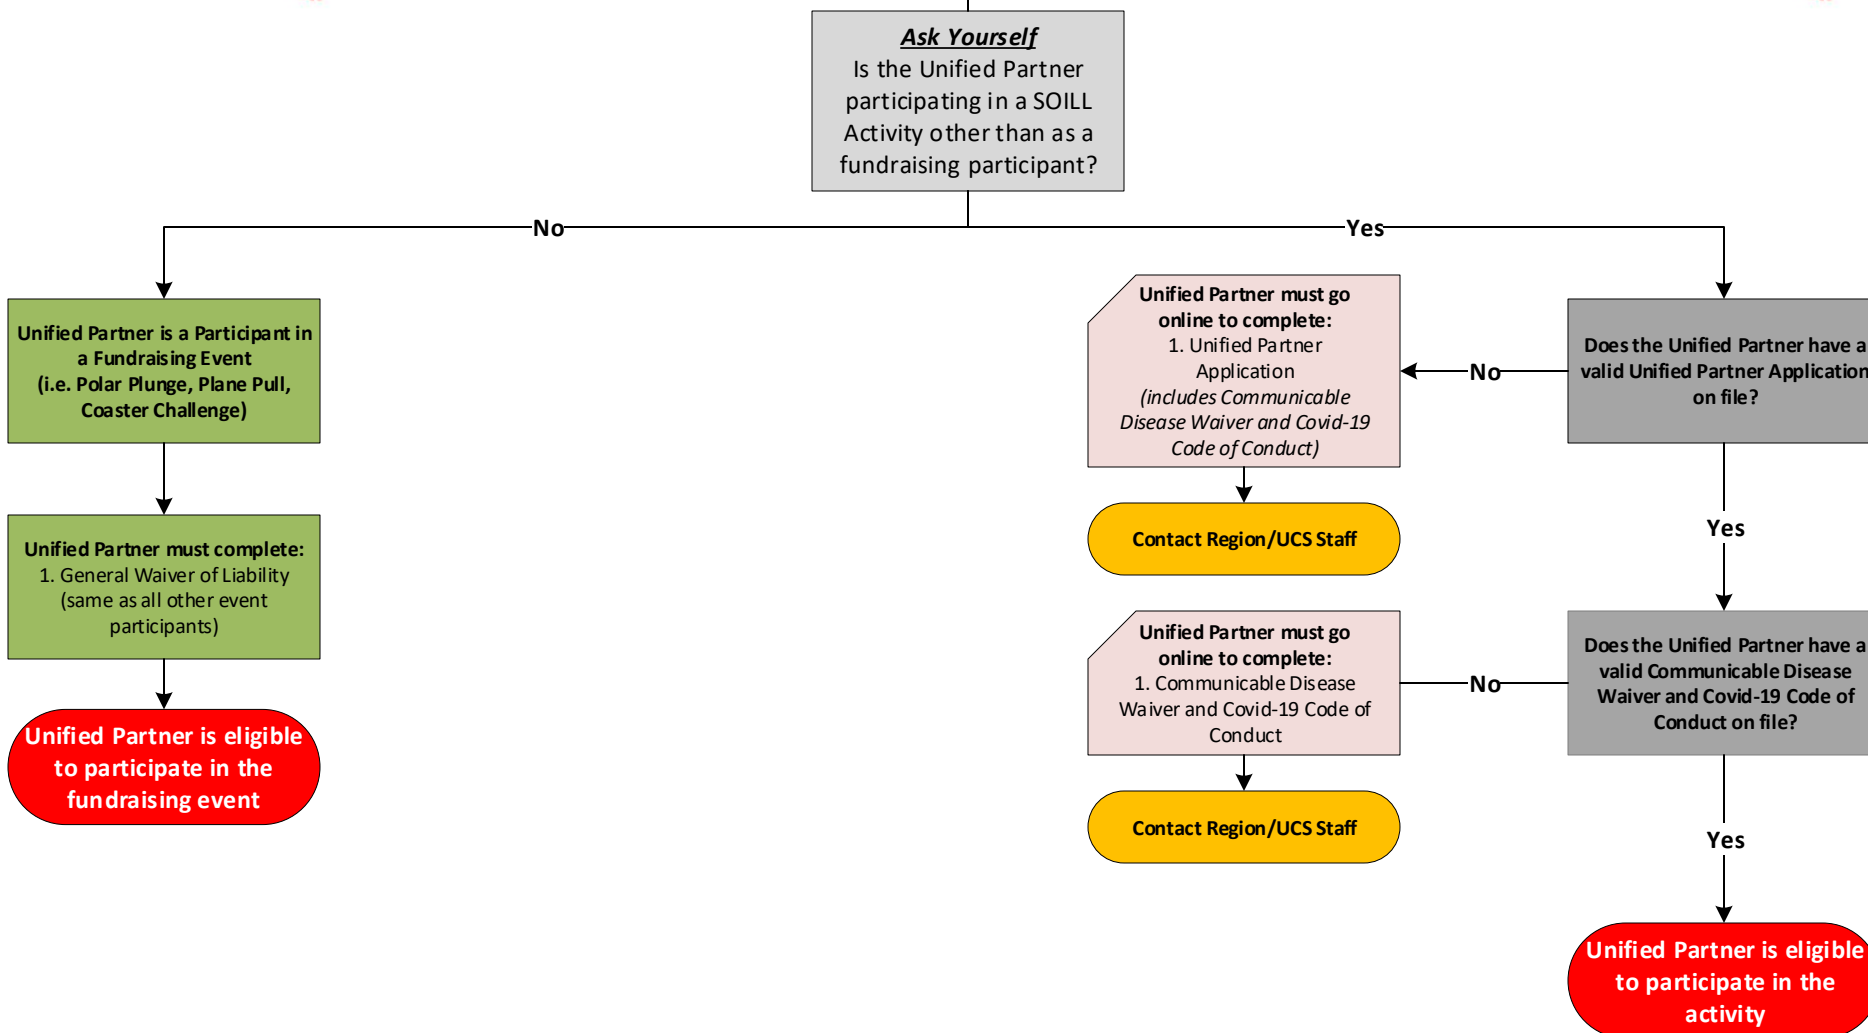 Ask Yourself
Is the Unified Partner
participating in a SOILL
Activity other than as a
fundraising participant?
No
Yes
Unified Partner is a Participant in
a Fundraising Event
(i.e. Polar Plunge, Plane Pull,
Coaster Challenge)
Unified Partner must complete:
1. General Waiver of Liability
(same as all other event
participants)
Unified Partner is eligible
to participate in the
fundraising event
Unified Partner must go
online to complete:
1. Unified Partner
Application
(includes Communicable
Disease Waiver and Covid-19
Code of Conduct)
No
Does the Unified Partner have a
valid Unified Partner Application
on file?
Contact Region/UCS Staff
Yes
Unified Partner must go
online to complete:
1. Communicable Disease
Waiver and Covid-19 Code of
Conduct
No
Does the Unified Partner have a
valid Communicable Disease
Waiver and Covid-19 Code of
Conduct on file?
Contact Region/UCS Staff
Yes
Unified Partner is eligible
to participate in the
activity